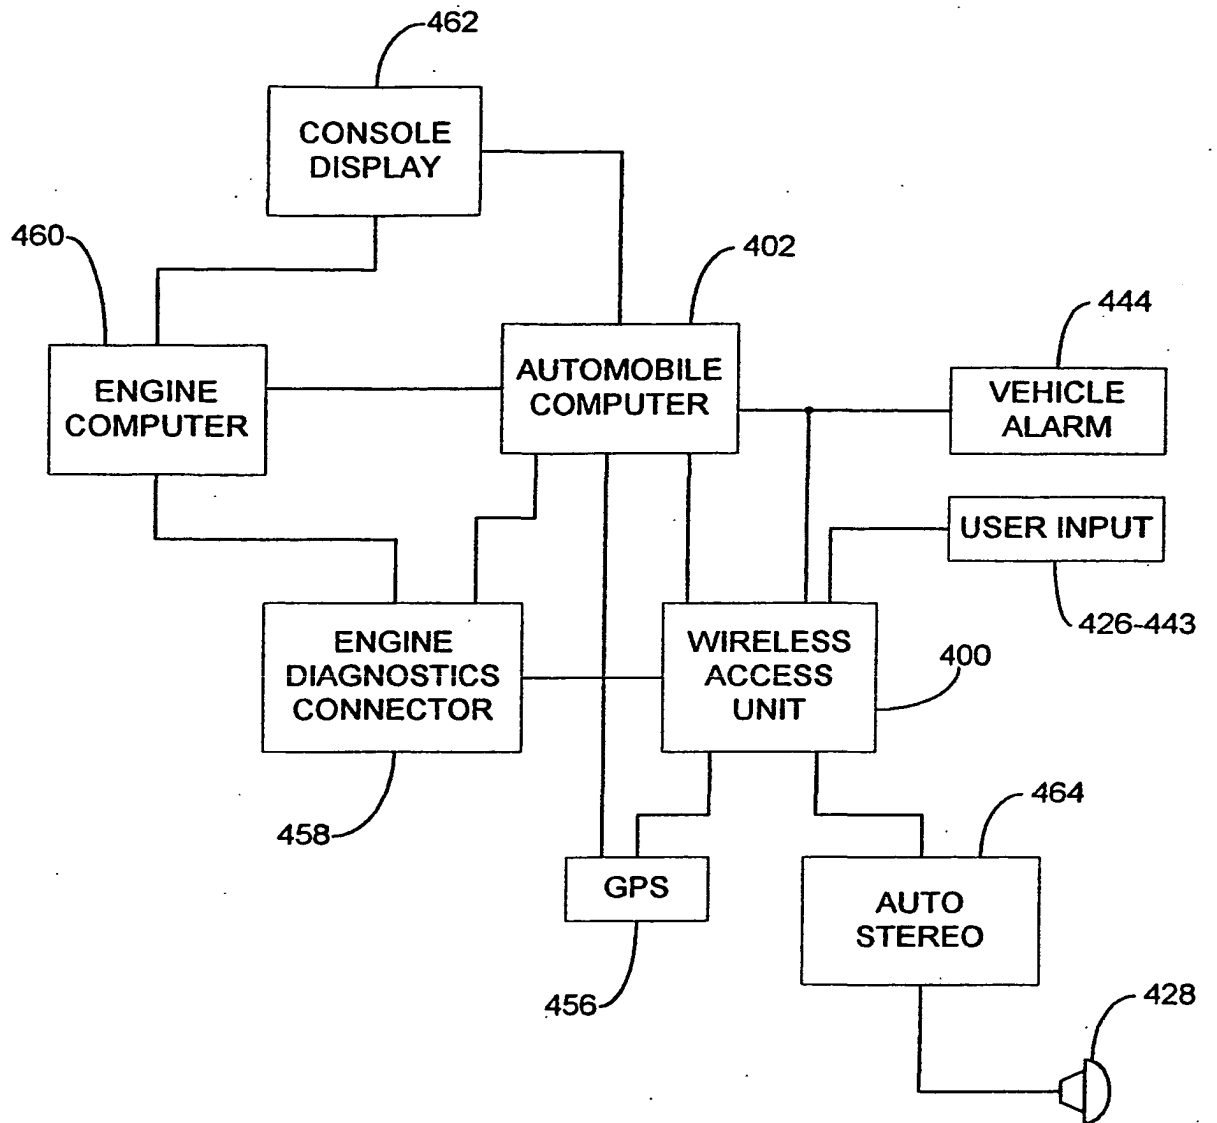 462
CONSOLE
DISPLAY
460
402
444
ENGINE
COMPUTER
AUTOMOBILE
COMPUTER
VEHICLE
ALARM
USER INPUT
426-443
ENGINE
DIAGNOSTICS
CONNECTOR
WIRELESS
ACCESS
UNIT
400
458
464
GPS
AUTO
STEREO
456
428